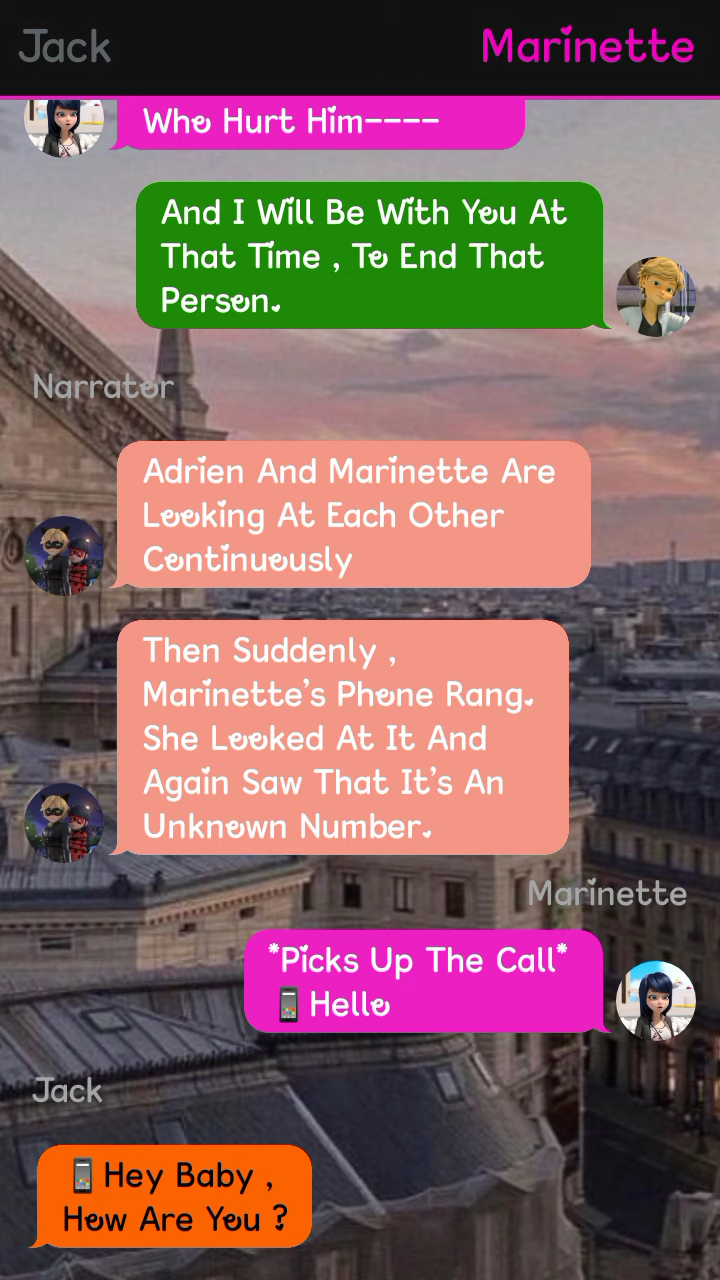 Jack
Marinette
Who Hurt Him----
And I Will Be With You At
That Time , To End That
Person.
Narrator
Adrien And Marinette Are
Looking At Each Other
Continuously
Then Suddenly ,
Marinette's Phone Rang.
She Looked At It And
Again Saw That It's An
Unknown Number.
Marinette
*Picks Up The Call*
📱Hello
Jack
📱Hey Baby ,
How Are You ?